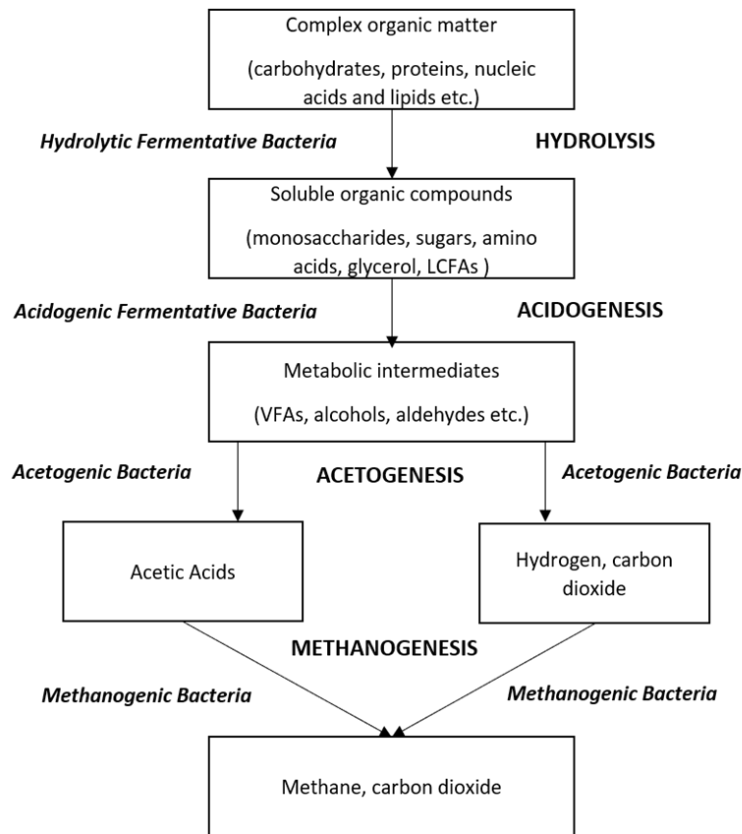 Complex organic matter
(carbohydrates, proteins, nucleic
acids and lipids etc.)
Hydrolytic Fermentative Bacteria
HYDROLYSIS
Soluble organic compounds
(monosaccharides, sugars, amino
acids, glycerol, LCFAs )
Acidogenic Fermentative Bacteria
ACIDOGENESIS
Metabolic intermediates
(VFAs, alcohols, aldehydes etc.)
Acetogenic Bacteria
ACETOGENESIS
Acetogenic Bacteria
Acetic Acids
Hydrogen, carbon
dioxide
METHANOGENESIS
Methanogenic Bacteria
Methanogenic Bacteria
Methane, carbon dioxide